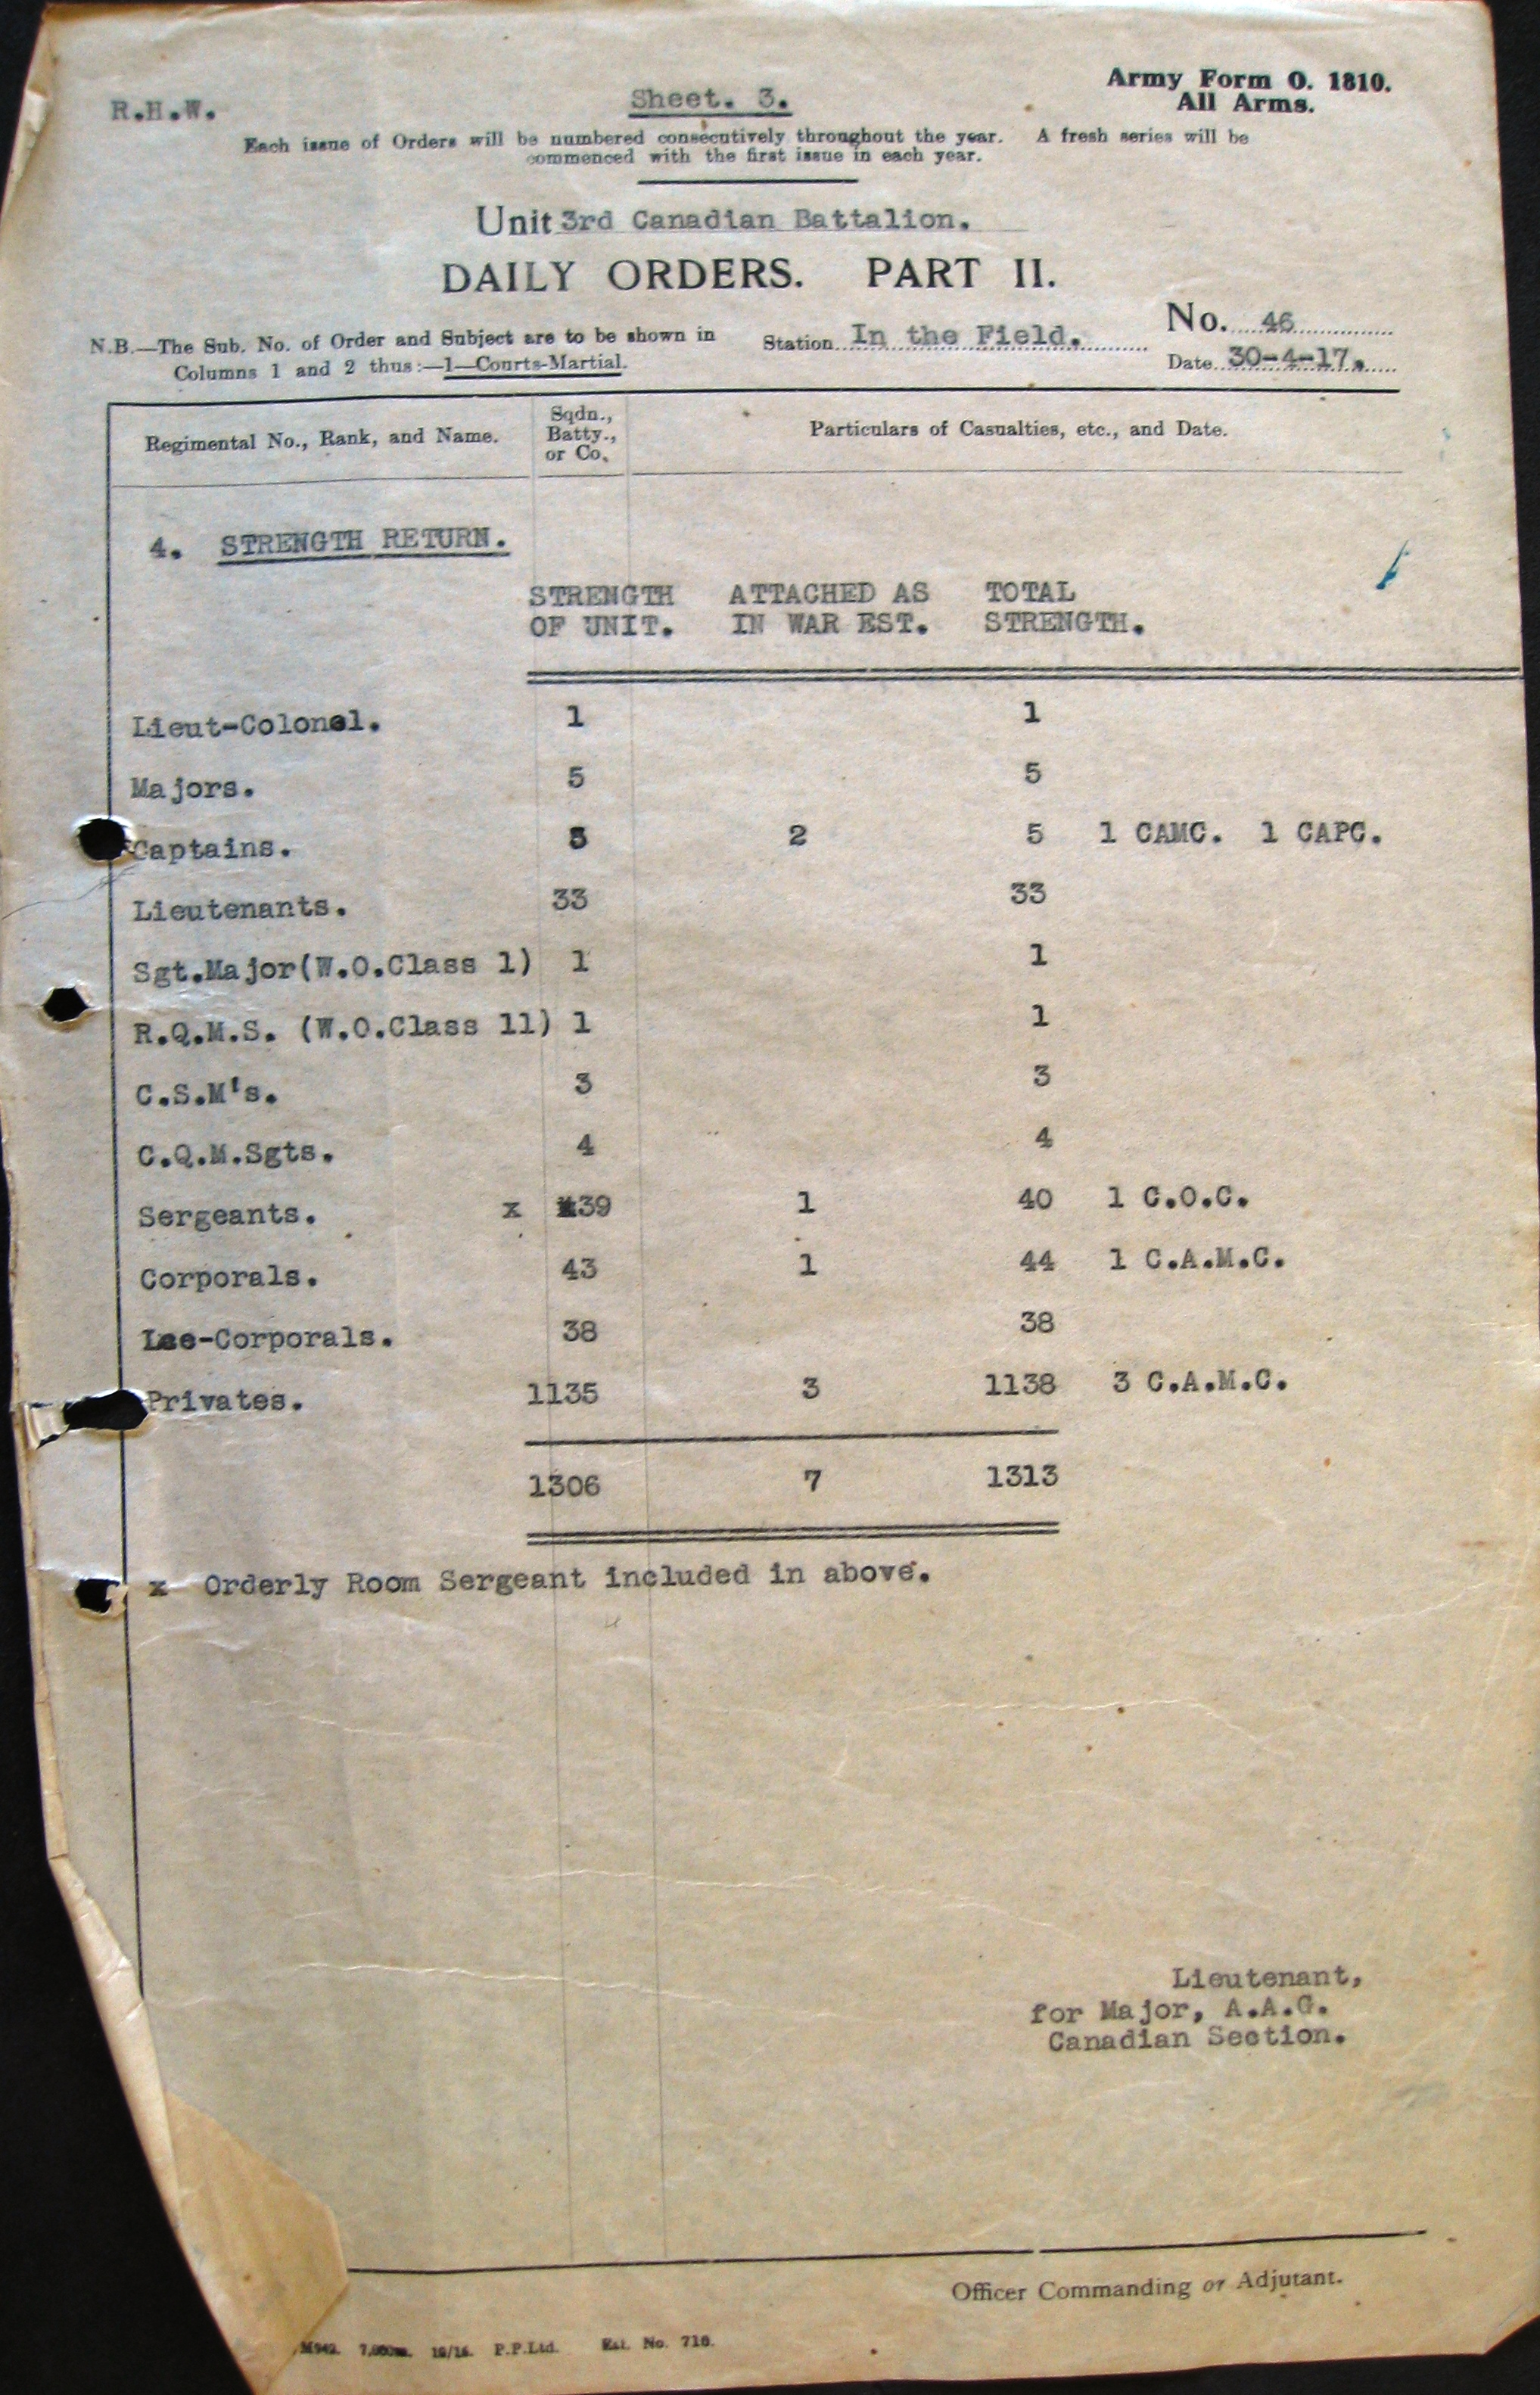 R.H.W.
Sheet. 3.
Army Form O. 1810.
All Arms.
Each issue of Orders will be numbered consecutively throughout the year. A fresh series will be
commenced with the first issue in each year.
Unit 3rd Canadian Battalion.
DAILY ORDERS. PART II.
N.B.—The Sub. No. of Order and Subject are to be shown in
Columns 1 and 2 thus:—1—Courts-Martial.
Station In the Field.
No. 46
Date 30-4-17.
Regimental No., Rank, and Name.
Sqdn.,
Batty.,
or Co.
Particulars of Casualties, etc., and Date.
4. STRENGTH RETURN.
STRENGTH ATTACHED AS TOTAL
OF UNIT. IN WAR EST. STRENGTH.
Lieut-Colonel. 1 1
Majors. 5 5
Captains. 3 2 5 1 CAMC. 1 CAPC.
Lieutenants. 33 33
Sgt.Major(W.O.Class 1) 1 1
R.Q.M.S. (W.O.Class 11) 1 1
C.S.M's. 3 3
C.Q.M.Sgts. 4 4
Sergeants. x 39 1 40 1 C.O.C.
Corporals. 43 1 44 1 C.A.M.C.
Lce-Corporals. 38 38
Privates. 1135 3 1138 3 C.A.M.C.
1306 7 1313
x Orderly Room Sergeant included in above.
Lieutenant,
for Major, A.A.G.
Canadian Section.
Officer Commanding or Adjutant.
10/16. P.P.Ltd. Est. No. 716.